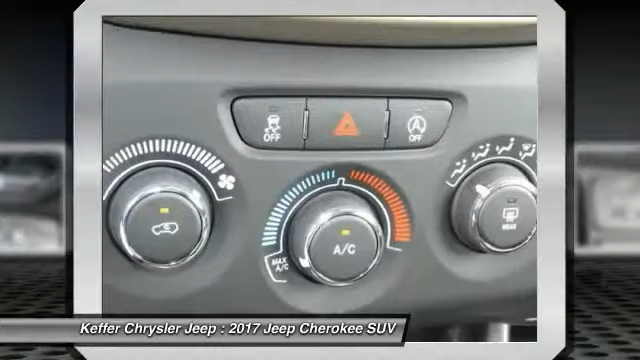 OFF
OFF
MAX
A/C
A/C
REAR
Keffer Chrysler Jeep : 2017 Jeep Cherokee SUV